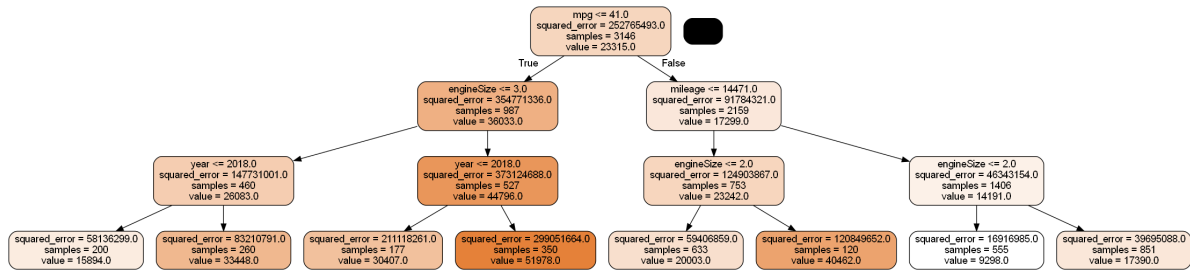 mpg <= 41.0
squared_error = 252765493.0
samples = 3146
value = 23315.0
True
False
engineSize <= 3.0
squared_error = 354771336.0
samples = 987
value = 36033.0
mileage <= 14471.0
squared_error = 91784321.0
samples = 2159
value = 17299.0
year <= 2018.0
squared_error = 147731001.0
samples = 460
value = 26083.0
year <= 2018.0
squared_error = 373124688.0
samples = 527
value = 44796.0
engineSize <= 2.0
squared_error = 124903867.0
samples = 753
value = 23242.0
engineSize <= 2.0
squared_error = 46343154.0
samples = 1406
value = 14191.0
squared_error = 58136299.0
samples = 200
value = 15894.0
squared_error = 83210791.0
samples = 260
value = 33448.0
squared_error = 211118261.0
samples = 177
value = 30407.0
squared_error = 299051664.0
samples = 350
value = 51978.0
squared_error = 59406859.0
samples = 633
value = 20003.0
squared_error = 120849652.0
samples = 120
value = 40462.0
squared_error = 16916985.0
samples = 555
value = 9298.0
squared_error = 39695088.0
samples = 851
value = 17390.0